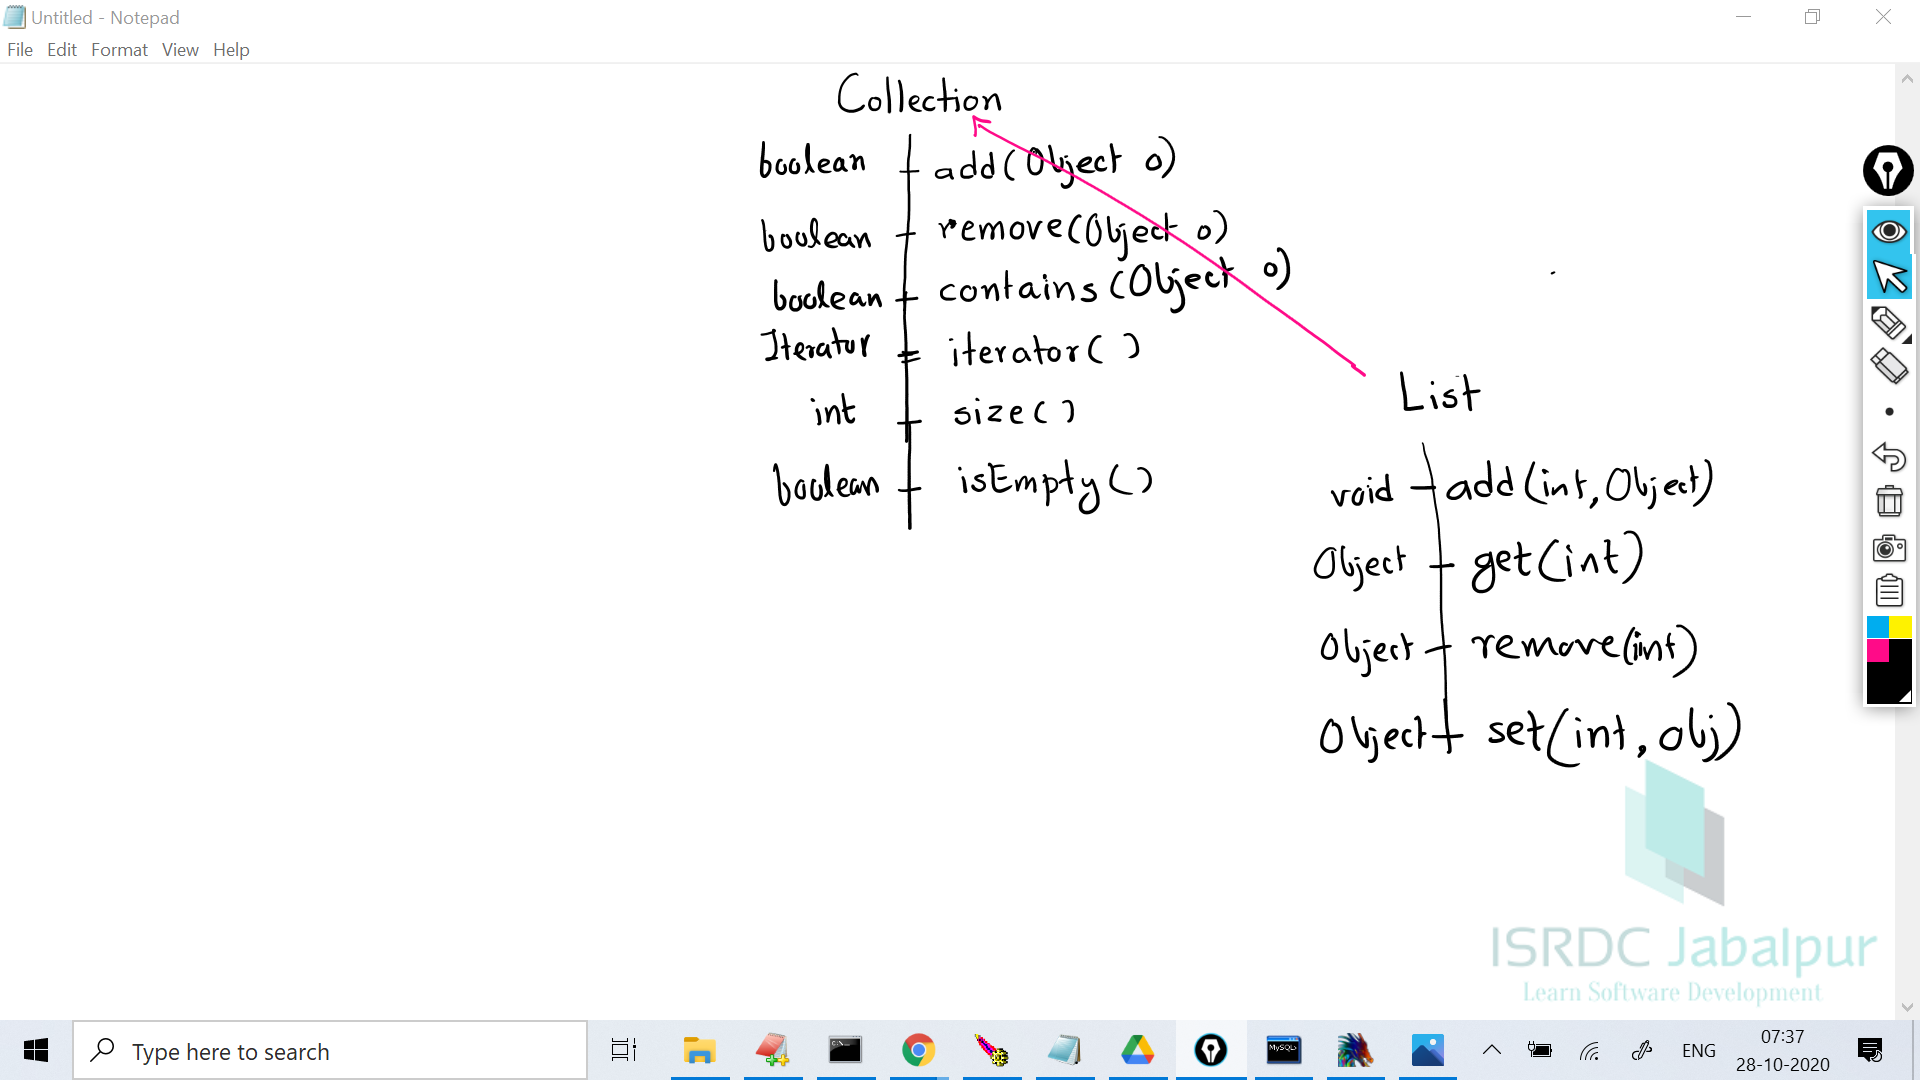 Untitled - Notepad
File Edit Format View Help
Collection
boolean add(Object o)
boolean remove(Object o)
boolean contains(Object o)
Iterator iterator( )
int size( )
boolean isEmpty( )
List
void add(int, Object)
Object get(int)
Object remove(int)
Object set(int, obj)
ISRDC Jabalpur
Learn Software Development
Type here to search
MySQL
ENG
07:37
28-10-2020